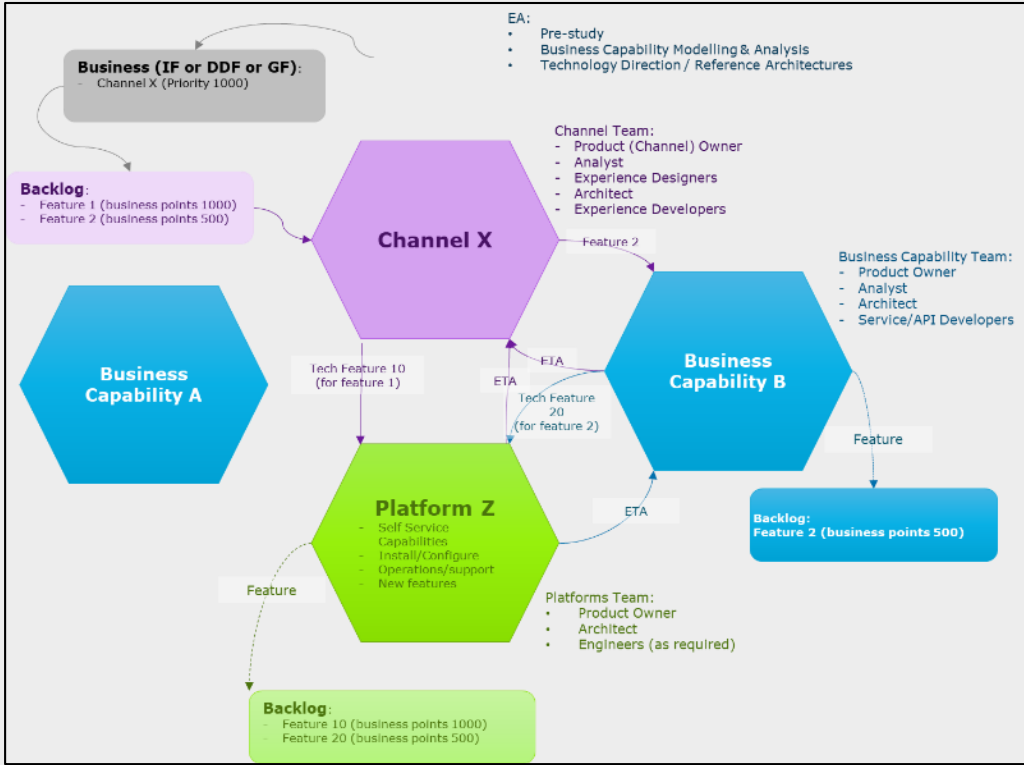 EA:
• Pre-study
• Business Capability Modelling & Analysis
• Technology Direction / Reference Architectures
Business (IF or DDF or GF):
- Channel X (Priority 1000)
Channel Team:
- Product (Channel) Owner
- Analyst
- Experience Designers
- Architect
- Experience Developers
Backlog:
- Feature 1 (business points 1000)
- Feature 2 (business points 500)
Channel X
Feature 2
Business Capability Team:
- Product Owner
- Analyst
- Architect
- Service/API Developers
Business
Capability A
Tech Feature 10
(for feature 1)
ETA
ETA
Tech Feature
20
(for feature 2)
Business
Capability B
Feature
Platform Z
- Self Service
Capabilities
- Install/Configure
- Operations/support
- New features
ETA
Backlog:
Feature 2 (business points 500)
Feature
Platforms Team:
• Product Owner
• Architect
• Engineers (as required)
Backlog:
- Feature 10 (business points 1000)
- Feature 20 (business points 500)